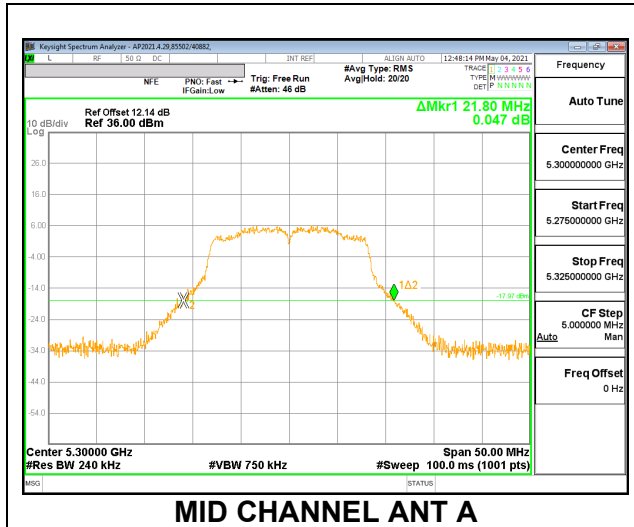 Keysight Spectrum Analyzer - AP2021.4.29,85502/40882,
L RF 50 Ω DC INT REF ALIGN AUTO 12:48:14 PM May 04, 2021
NFE PNO: Fast Trig: Free Run #Avg Type: RMS TRACE 1 2 3 4 5 6
IFGain:Low #Atten: 46 dB Avg|Hold: 20/20 TYPE M WWWWW
DET P N N N N N
Frequency
Auto Tune
Center Freq
5.300000000 GHz
Start Freq
5.275000000 GHz
Stop Freq
5.325000000 GHz
CF Step
5.000000 MHz
Auto Man
Freq Offset
0 Hz
ΔMkr1 21.80 MHz
0.047 dB
Ref Offset 12.14 dB
10 dB/div Ref 36.00 dBm
Log
26.0
16.0
6.00
-4.00
-14.0
-24.0
-34.0
-44.0
-54.0
1Δ2
2
-17.97 dBm
Center 5.30000 GHz Span 50.00 MHz
#Res BW 240 kHz #VBW 750 kHz #Sweep 100.0 ms (1001 pts)
MSG STATUS
MID CHANNEL ANT A